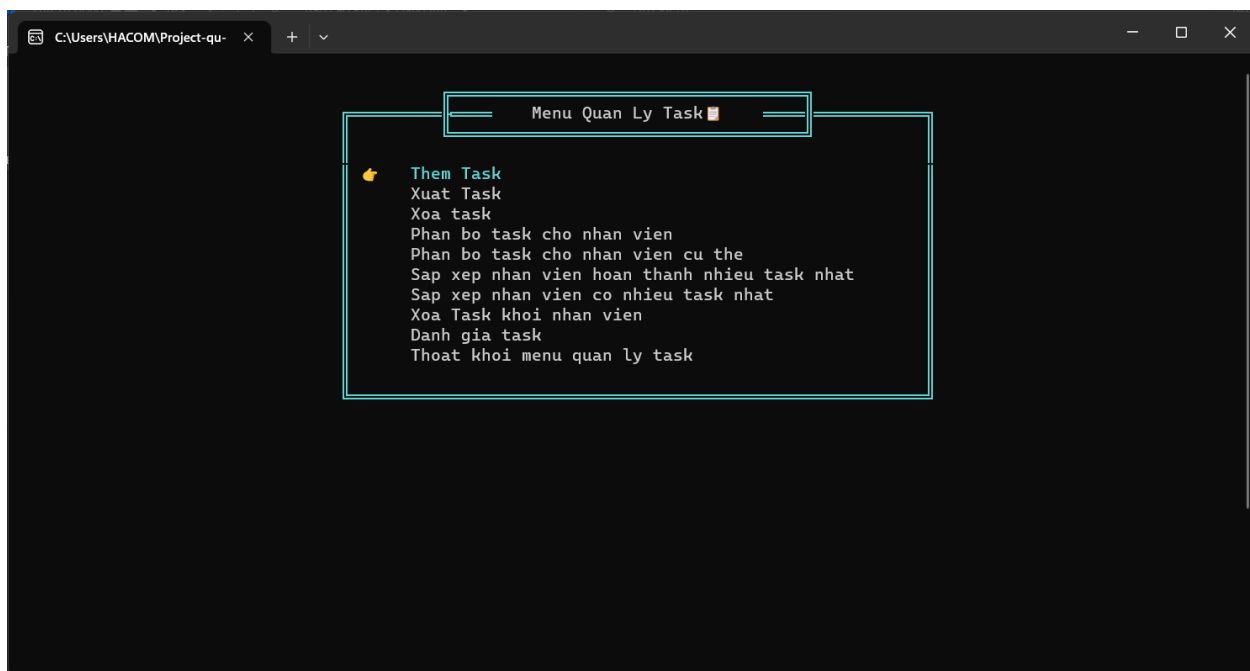 C:\Users\HACOM\Project-qu-
Menu Quan Ly Task
Them Task
Xuat Task
Xoa task
Phan bo task cho nhan vien
Phan bo task cho nhan vien cu the
Sap xep nhan vien hoan thanh nhieu task nhat
Sap xep nhan vien co nhieu task nhat
Xoa Task khoi nhan vien
Danh gia task
Thoat khoi menu quan ly task